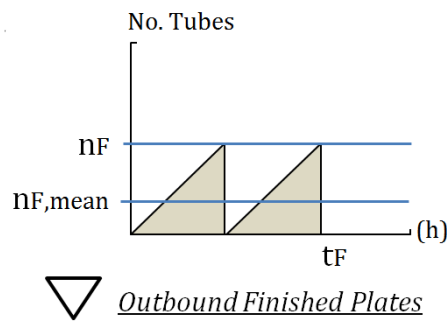 No. Tubes
nF
nF,mean
(h)
tF
Outbound Finished Plates